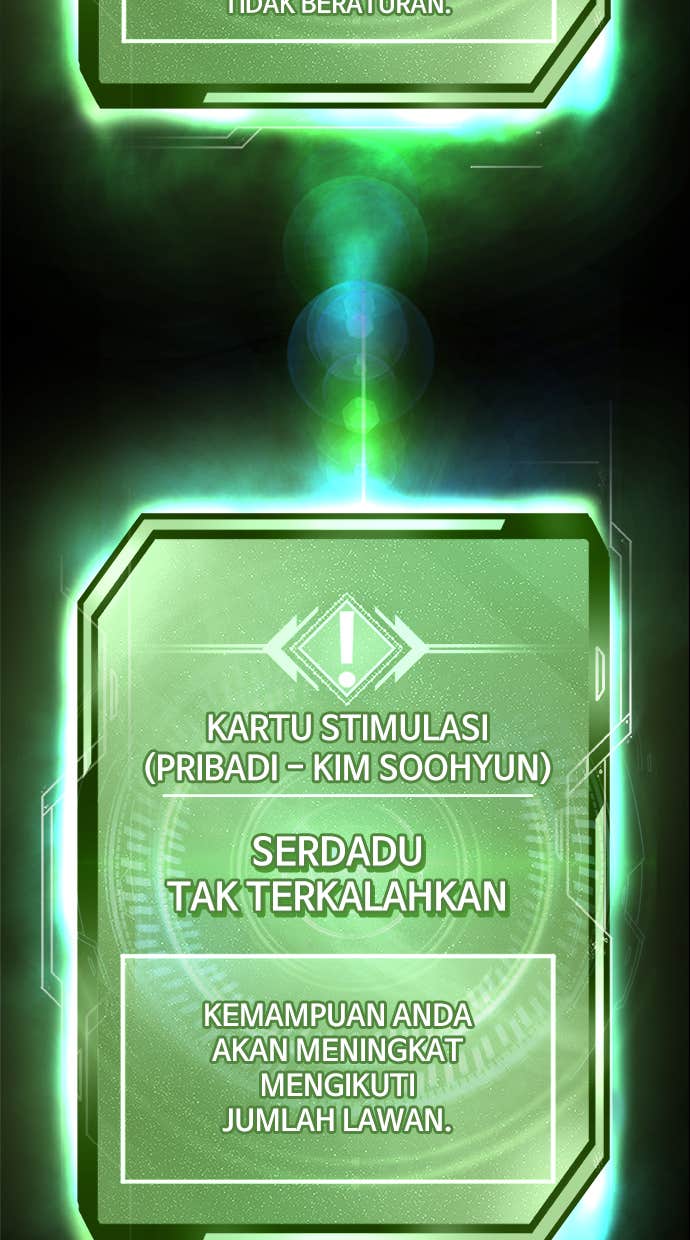 TIDAK BERATURAN.
!
KARTU STIMULASI
(PRIBADI - KIM SOOHYUN)
SERDADU
TAK TERKALAHKAN
KEMAMPUAN ANDA
AKAN MENINGKAT
MENGIKUTI
JUMLAH LAWAN.